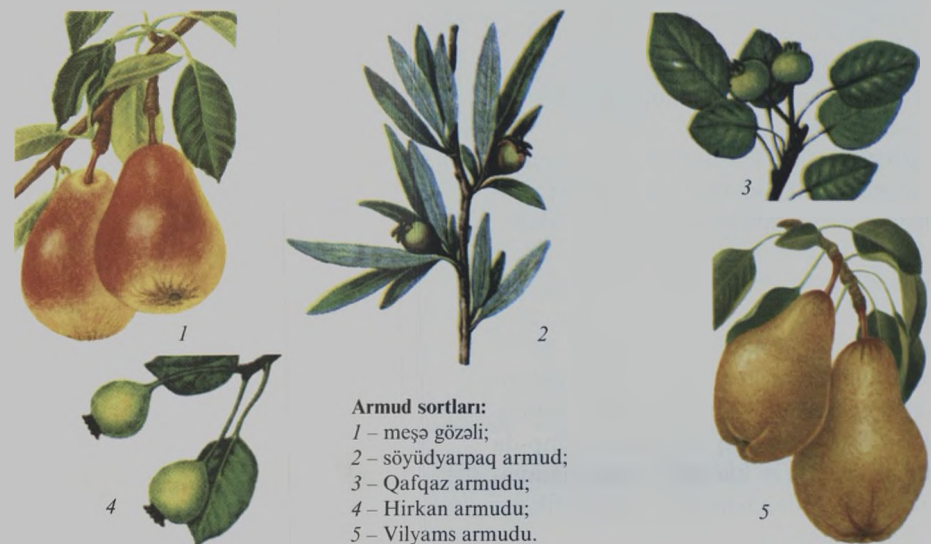 1
2
3
4
5
Armud sortları:
1 – meşə gözəli;
2 – söyüdyarpaq armud;
3 – Qafqaz armudu;
4 – Hirkan armudu;
5 – Vilyams armudu.